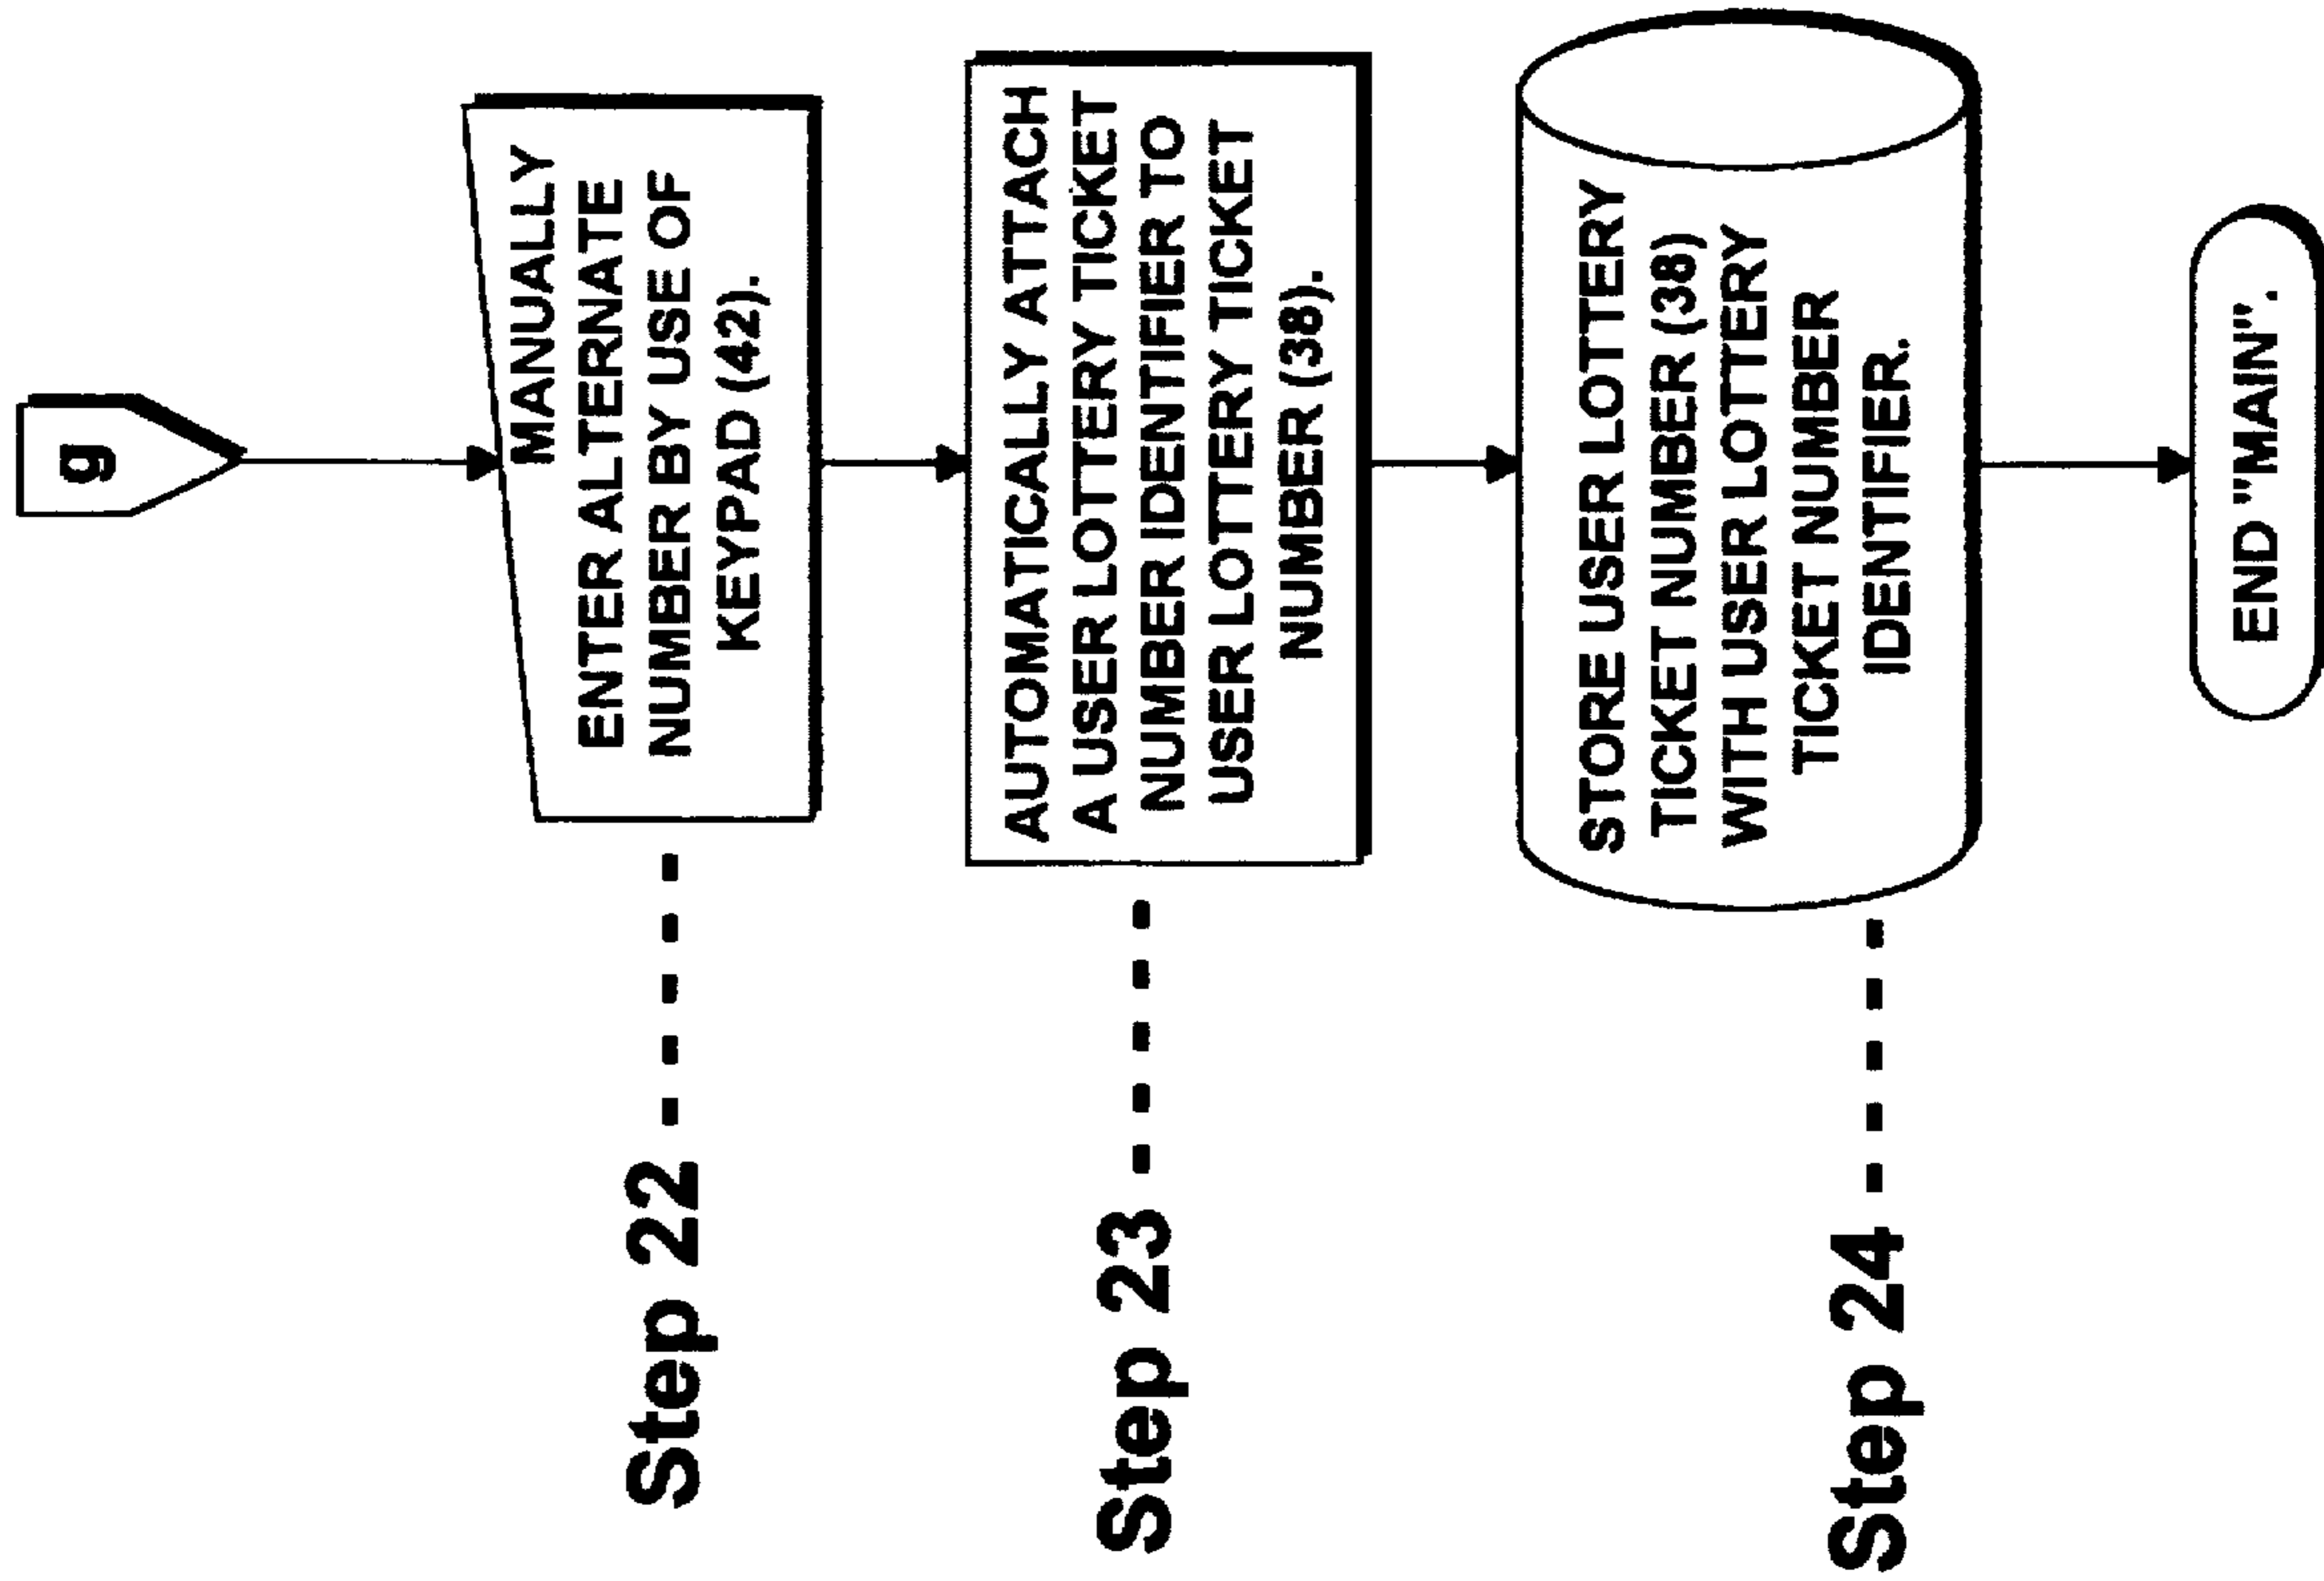 g
MANUALLY
ENTER ALTERNATE
NUMBER BY USE OF
KEYPAD (42).
Step 22
AUTOMATICALLY ATTACH
A USER LOTTERY TICKET
NUMBER IDENTIFIER TO
USER LOTTERY TICKET
NUMBER (38).
Step 23
STORE USER LOTTERY
TICKET NUMBER (38)
WITH USER LOTTERY
TICKET NUMBER
IDENTIFIER.
Step 24
END "MAIN".